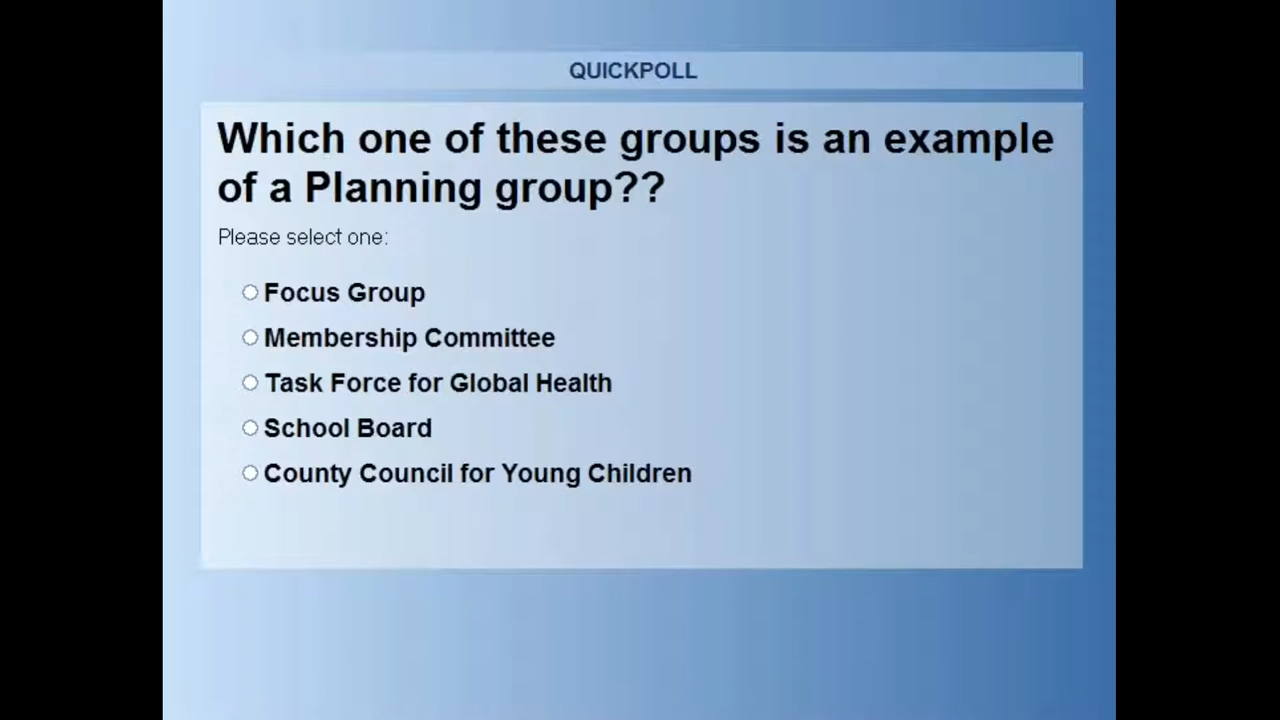 QUICKPOLL
Which one of these groups is an example
of a Planning group??
Please select one:
Focus Group
Membership Committee
Task Force for Global Health
School Board
County Council for Young Children